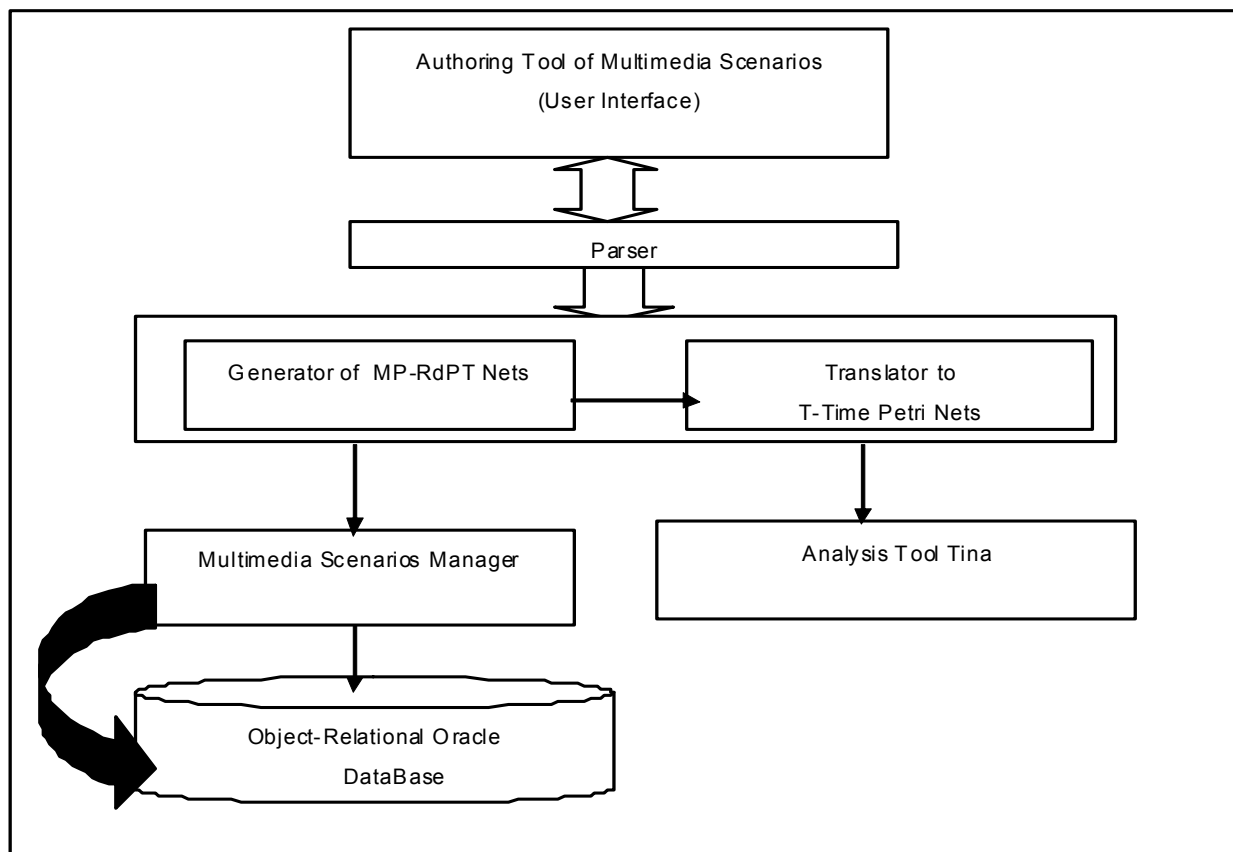 Authoring Tool of Multimedia Scenarios
(User Interface)
Parser
Generator of MP-RdPT Nets
Translator to
T-Time Petri Nets
Multimedia Scenarios Manager
Analysis Tool Tina
Object-Relational Oracle
DataBase